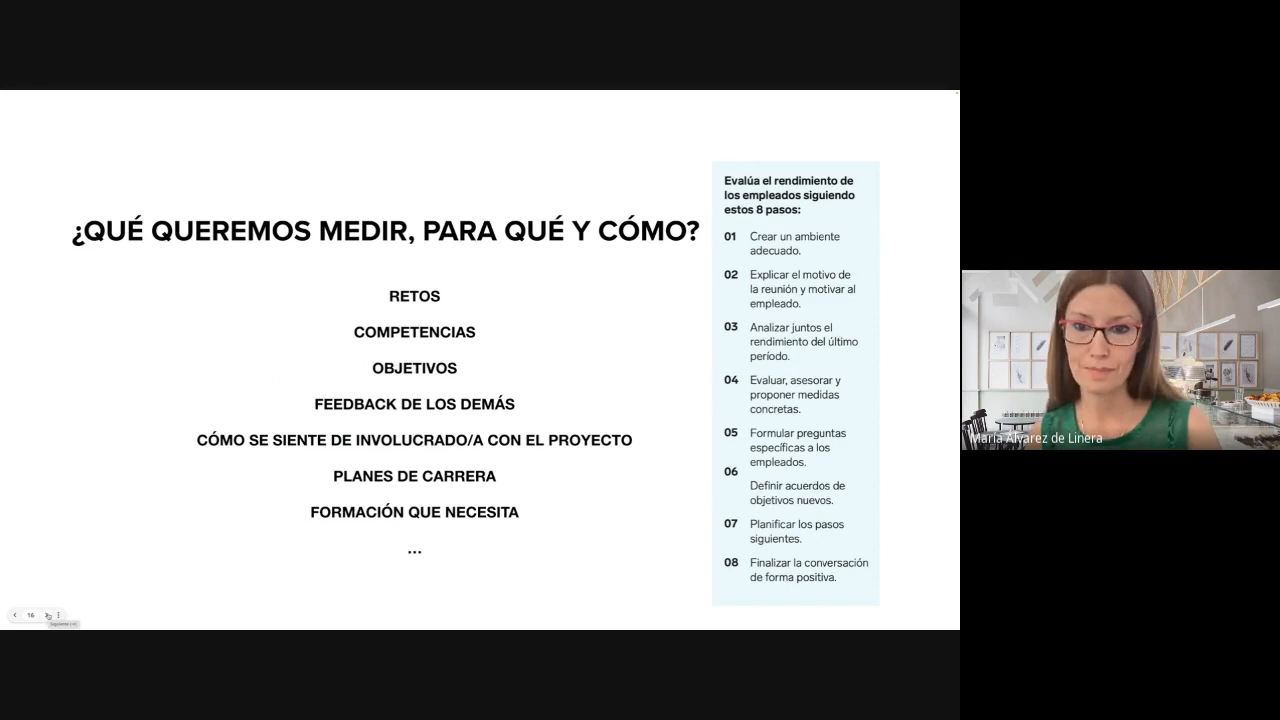 ¿QUÉ QUEREMOS MEDIR, PARA QUÉ Y CÓMO?
RETOS
COMPETENCIAS
OBJETIVOS
FEEDBACK DE LOS DEMÁS
CÓMO SE SIENTE DE INVOLUCRADO/A CON EL PROYECTO
PLANES DE CARRERA
FORMACIÓN QUE NECESITA
...
Evalúa el rendimiento de
los empleados siguiendo
estos 8 pasos:
01 Crear un ambiente
adecuado.
02 Explicar el motivo de
la reunión y motivar al
empleado.
03 Analizar juntos el
rendimiento del último
período.
04 Evaluar, asesorar y
proponer medidas
concretas.
05 Formular preguntas
específicas a los
empleados.
06
Definir acuerdos de
objetivos nuevos.
07 Planificar los pasos
siguientes.
08 Finalizar la conversación
de forma positiva.
María Álvarez de Linera
16